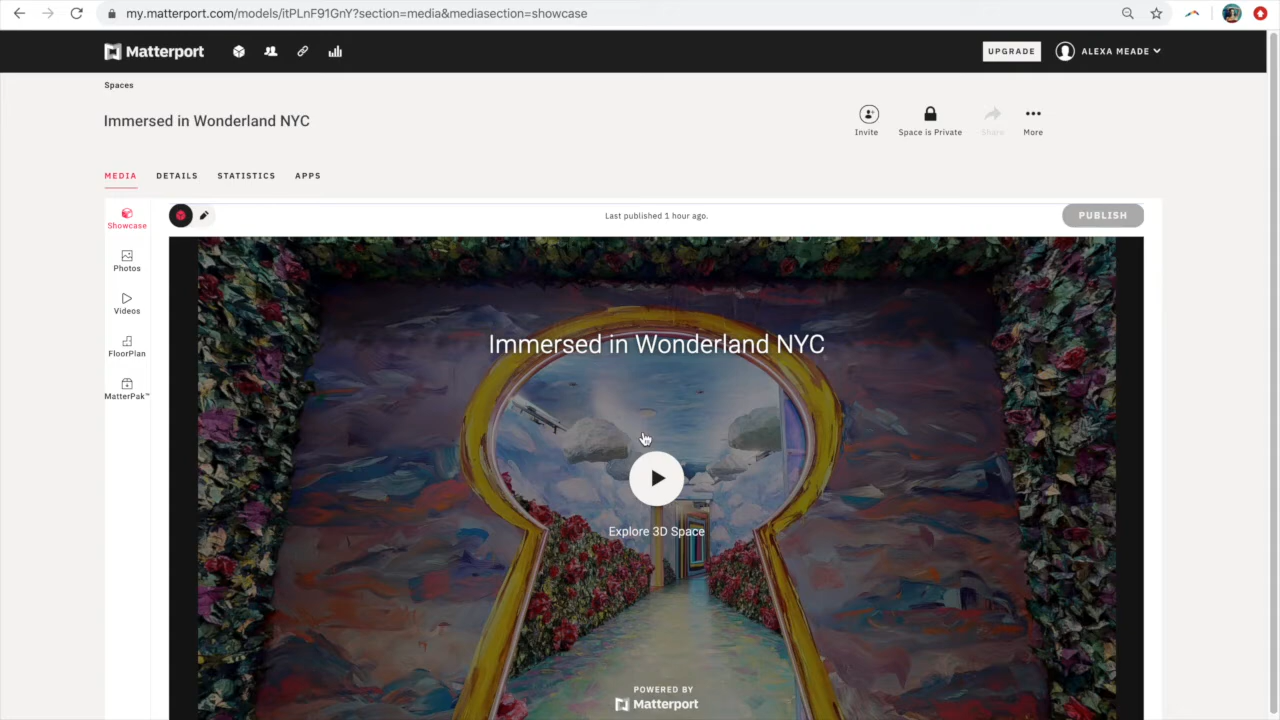 my.matterport.com/models/itPLnF91GnY?section=media&mediasection=showcase
Matterport
UPGRADE
ALEXA MEADE
Spaces
Immersed in Wonderland NYC
Invite
Space is Private
Share
More
MEDIA
DETAILS
STATISTICS
APPS
Showcase
Last published 1 hour ago.
PUBLISH
Photos
Videos
FloorPlan
MatterPak™
Immersed in Wonderland NYC
Explore 3D Space
POWERED BY
Matterport